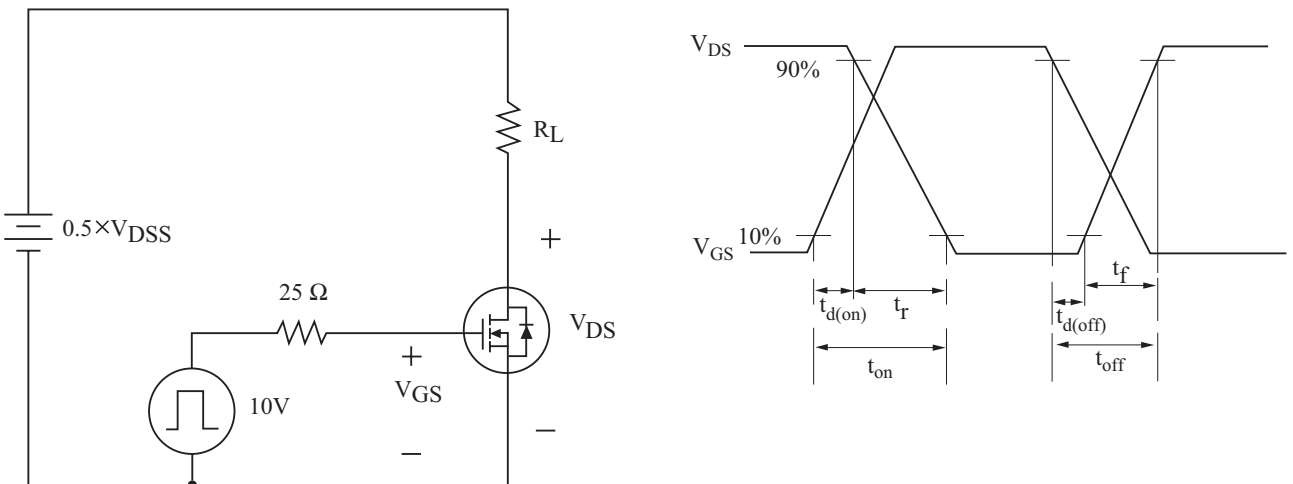 R_L
0.5×V_DSS
+
25 Ω
V_DS
+
V_GS
10V
−
−
V_DS
90%
V_GS 10%
t_d(on)
t_r
t_f
t_d(off)
t_on
t_off